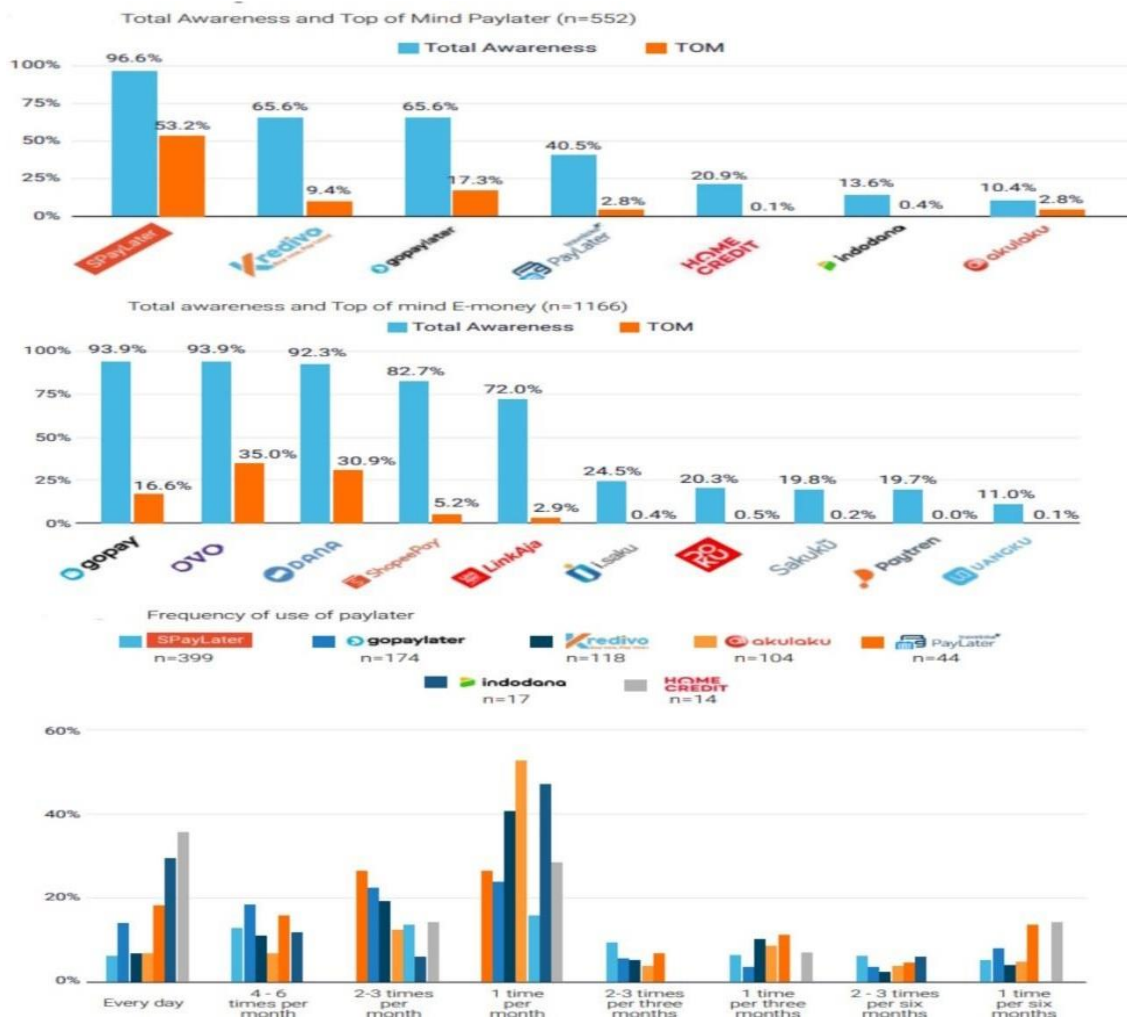 Total Awareness and Top of Mind Paylater (n=552)
Total Awareness TOM
100%
75%
50%
25%
0%
96.6% 53.2%
65.6% 9.4%
65.6% 17.3%
40.5% 2.8%
20.9% 0.1%
13.6% 0.4%
10.4% 2.8%
SPayLater
Kredivo
gopaylater
PayLater
HOME
CREDIT
indodana
akulaku
Total awareness and Top of mind E-money (n=1166)
Total Awareness TOM
100%
75%
50%
25%
0%
93.9% 16.6%
93.9% 35.0%
92.3% 30.9%
82.7% 5.2%
72.0% 2.9%
24.5% 0.4%
20.3% 0.5%
19.8% 0.2%
19.7% 0.0%
11.0% 0.1%
gopay
OVO
DANA
ShopeePay
LinkAja
i.saku
DOKU
Sakuku
Paytren
UANGKU
Frequency of use of paylater
SPayLater gopaylater Kredivo akulaku PayLater
n=399 n=174 n=118 n=104 n=44
indodana HOME
CREDIT
n=17 n=14
60%
40%
20%
0%
Every day
4 - 6
times per
month
2-3 times
per
month
1 time
per
month
2-3 times
per three
months
1 time
per three
months
2 - 3 times
per six
months
1 time
per six
months